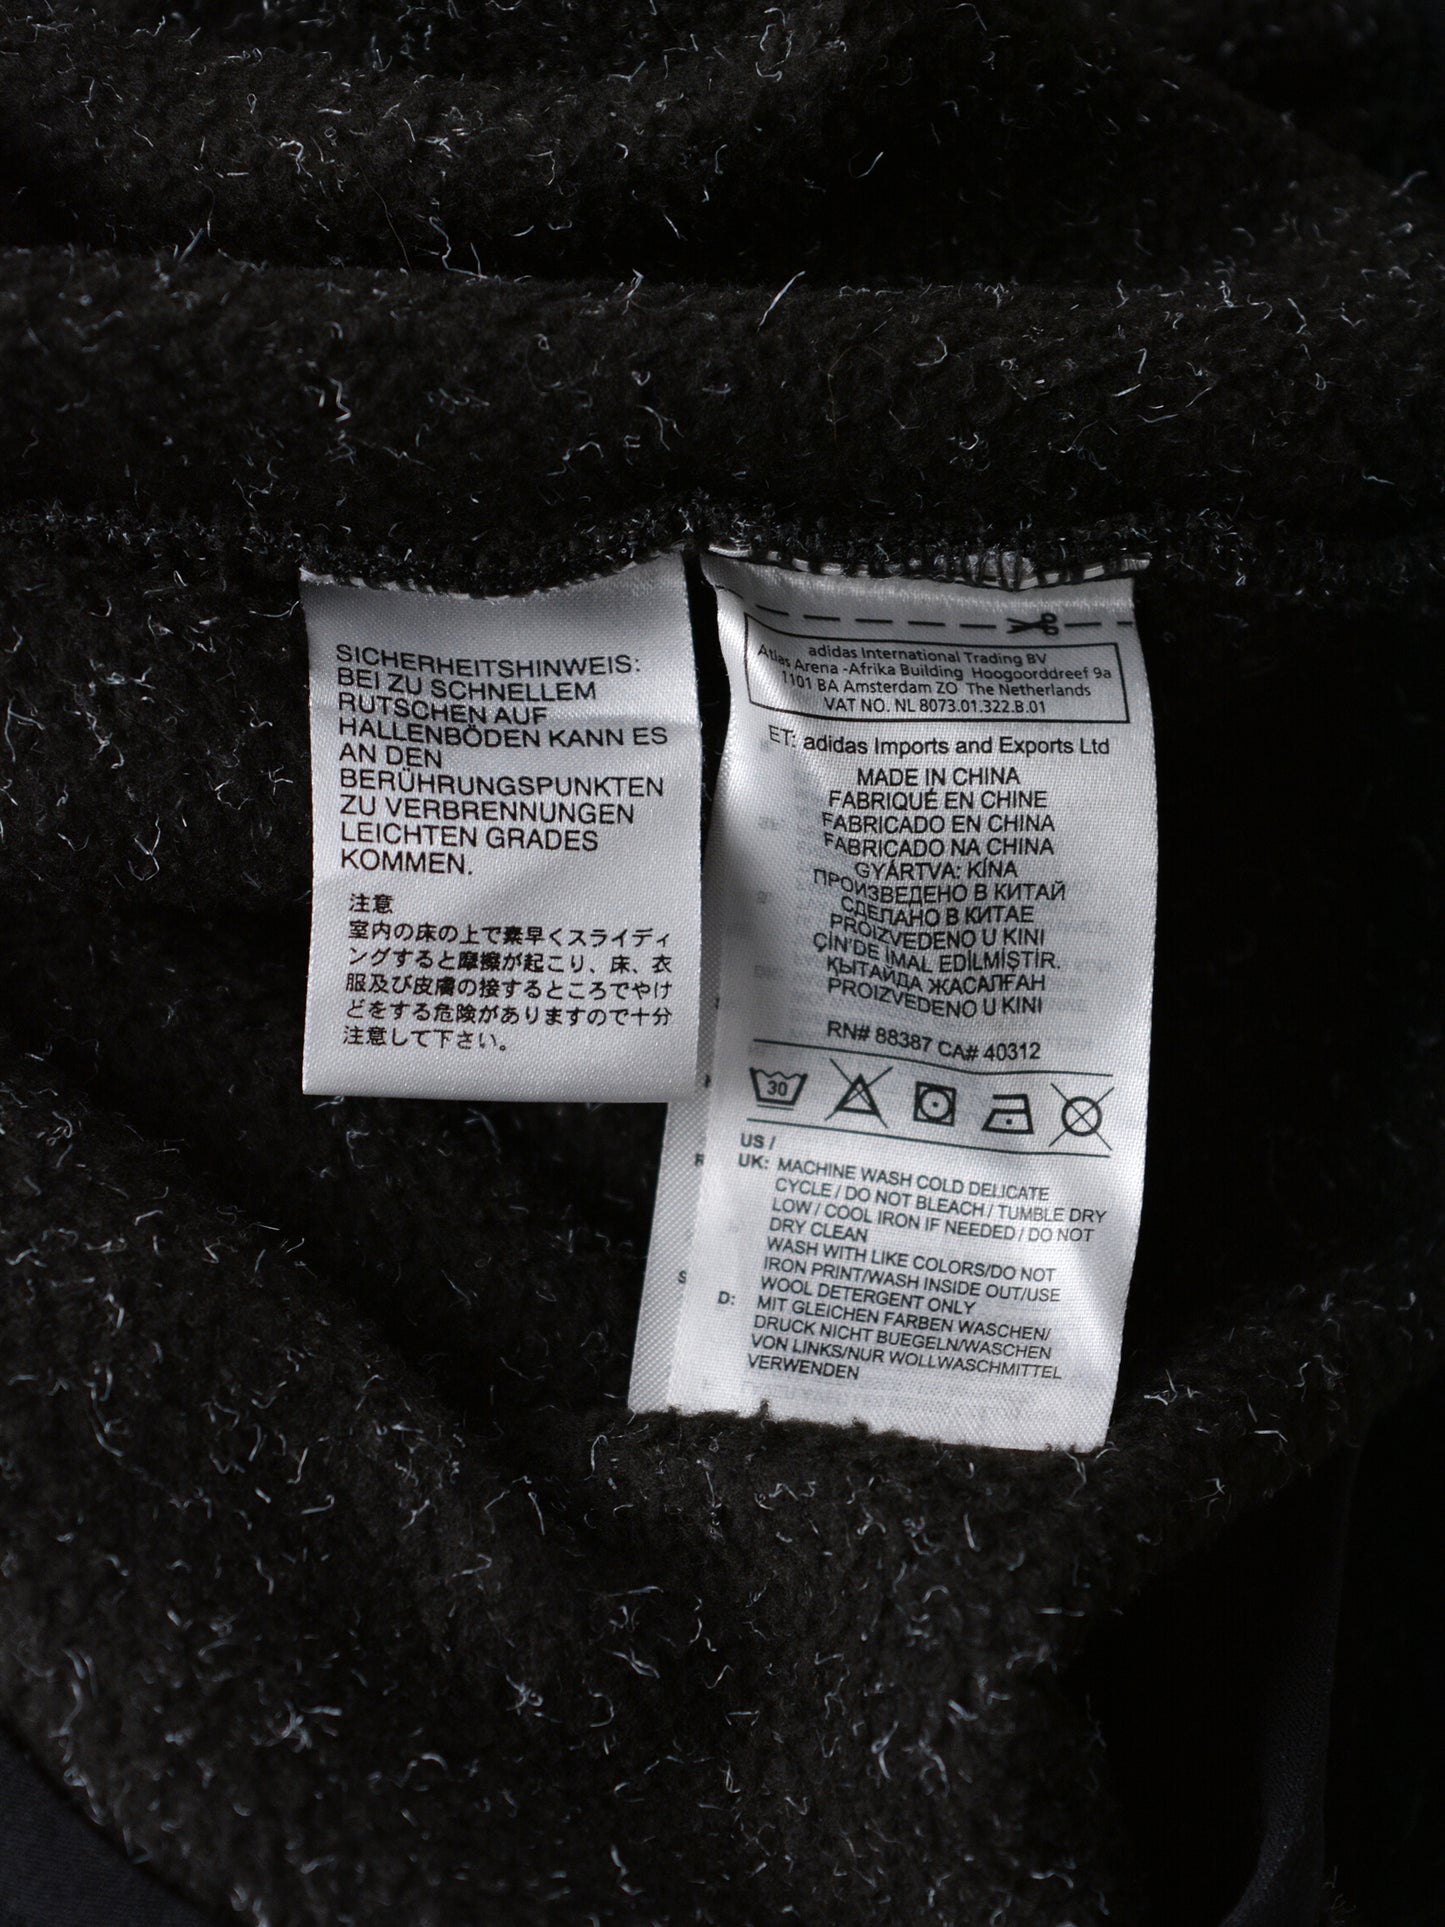 SICHERHEITSHINWEIS:
BEI ZU SCHNELLEM
RUTSCHEN AUF
HALLENBÖDEN KANN ES
AN DEN
BERÜHRUNGSPUNKTEN
ZU VERBRENNUNGEN
LEICHTEN GRADES
KOMMEN.
注意
室内の床の上で素早くスライディ
ングすると摩擦が起こり、床、衣
服及び皮膚の接するところでやけ
どをする危険がありますので十分
注意して下さい。
adidas International Trading BV
Atlas Arena -Afrika Building Hoogoorddreef 9a
1101 BA Amsterdam ZO The Netherlands
VAT NO. NL 8073.01.322.B.01
ET: adidas Imports and Exports Ltd
MADE IN CHINA
FABRIQUÉ EN CHINE
FABRICADO EN CHINA
FABRICADO NA CHINA
GYÁRTVA: KÍNA
ПРОИЗВЕДЕНО В КИТАЙ
СДЕЛАНО В КИТАЕ
PROIZVEDENO U KINI
ÇİN'DE İMAL EDİLMİŞTİR.
ҚЫТАЙДА ЖАСАЛҒАН
PROIZVEDENO U KINI
RN# 88387 CA# 40312
30
US /
UK: MACHINE WASH COLD DELICATE
CYCLE / DO NOT BLEACH / TUMBLE DRY
LOW / COOL IRON IF NEEDED / DO NOT
DRY CLEAN
WASH WITH LIKE COLORS/DO NOT
IRON PRINT/WASH INSIDE OUT/USE
WOOL DETERGENT ONLY
D: MIT GLEICHEN FARBEN WASCHEN/
DRUCK NICHT BUEGELN/WASCHEN
VON LINKS/NUR WOLLWASCHMITTEL
VERWENDEN